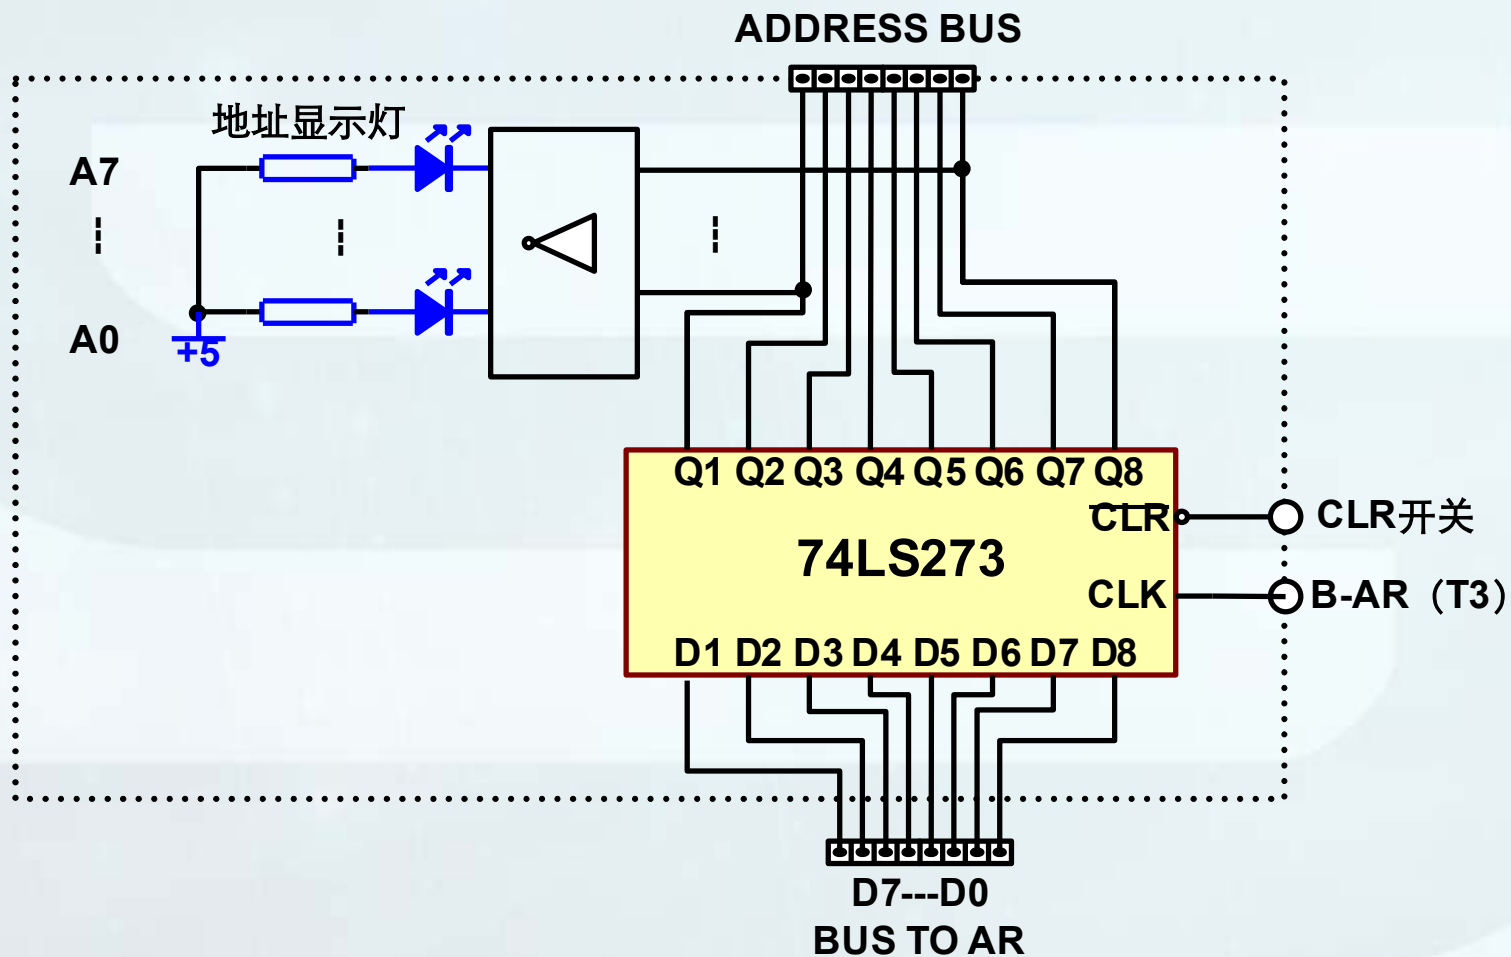 ADDRESS BUS
地址显示灯
A7
A0
+5
Q1 Q2 Q3 Q4 Q5 Q6 Q7 Q8
CLR
CLR开关
74LS273
CLK
B-AR（T3）
D1 D2 D3 D4 D5 D6 D7 D8
D7---D0
BUS TO AR